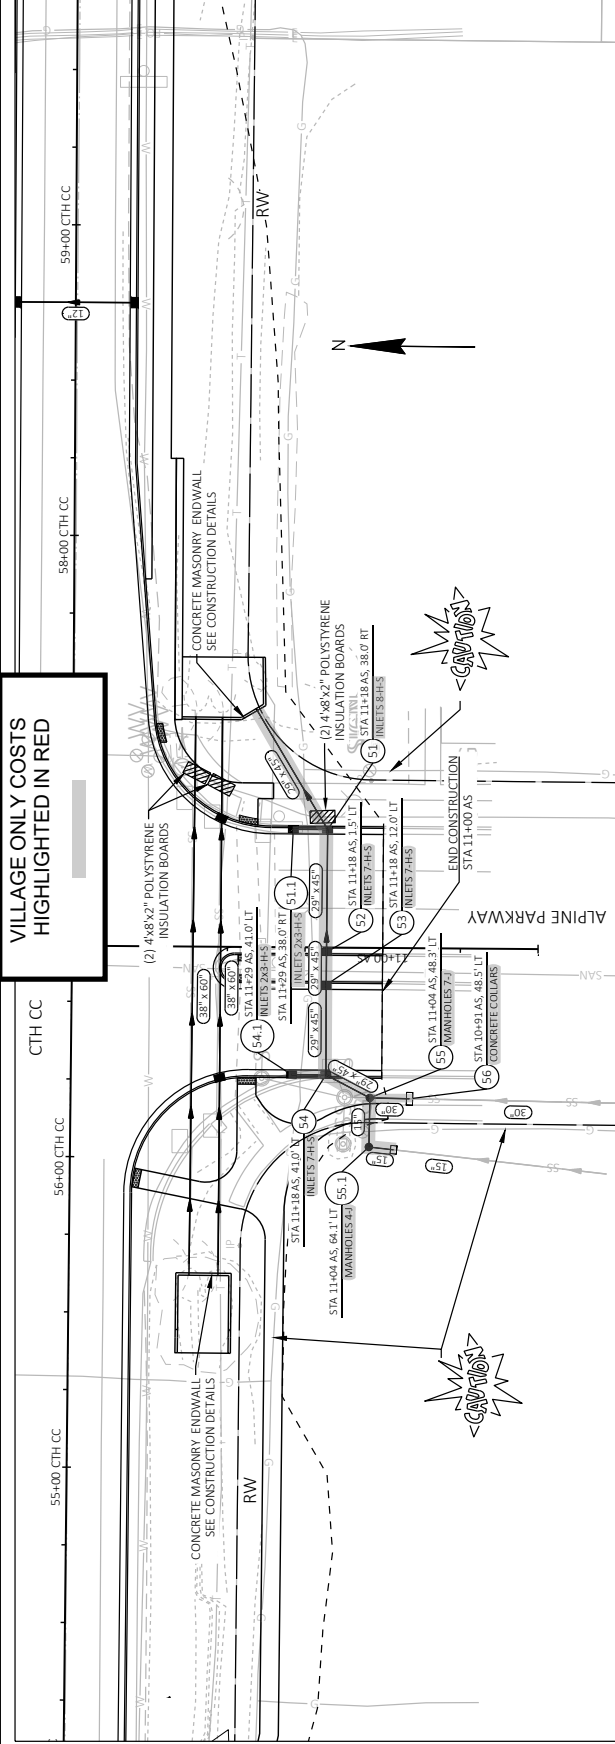 VILLAGE ONLY COSTS
HIGHLIGHTED IN RED
CTH CC
55+00 CTH CC
56+00 CTH CC
58+00 CTH CC
59+00 CTH CC
12"
N
RW
RW
CONCRETE MASONRY ENDWALL
SEE CONSTRUCTION DETAILS
CONCRETE MASONRY ENDWALL
SEE CONSTRUCTION DETAILS
(2) 4'x8'x2" POLYSTYRENE
INSULATION BOARDS
(2) 4'x8'x2" POLYSTYRENE
INSULATION BOARDS
38" x 60"
38" x 60"
29" x 45"
29" x 45"
29" x 45"
29" x 45"
29" x 45"
51
STA 11+18 AS, 38.0' RT
INLETS 8-H-S
51.1
STA 11+29 AS, 38.0' RT
INLETS 2x3-H-S
52
STA 11+18 AS, 1.5' LT
INLETS 7-H-S
53
STA 11+18 AS, 12.0' LT
INLETS 7-H-S
54
STA 11+18 AS, 41.0' LT
INLETS 7-H-S
54.1
STA 11+29 AS, 41.0' LT
INLETS 2x3-H-S
55
STA 11+04 AS, 48.3' LT
MANHOLES 7-J
55.1
STA 11+04 AS, 64.1' LT
MANHOLES 4-J
56
STA 10+91 AS, 48.5' LT
CONCRETE COLLARS
15"
15"
15"
30"
30"
END CONSTRUCTION
STA 11+00 AS
11+00 AS
ALPINE PARKWAY
CAUTION
CAUTION
SAN
SS
SS